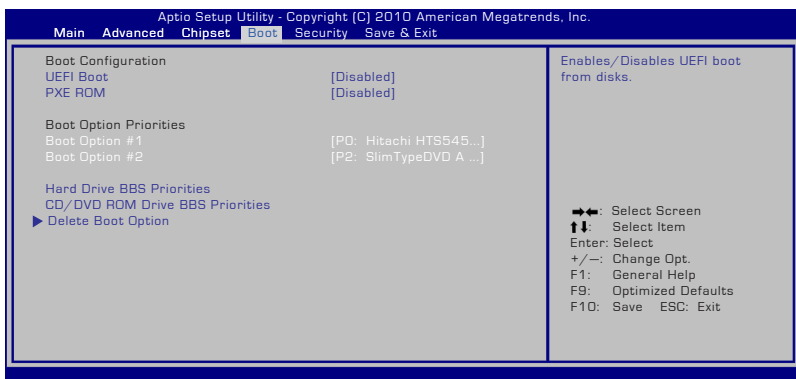 Aptio Setup Utility - Copyright (C) 2010 American Megatrends, Inc.
Main Advanced Chipset Boot Security Save & Exit
Boot Configuration
UEFI Boot [Disabled]
PXE ROM [Disabled]
Boot Option Priorities
Boot Option #1 [P0: Hitachi HTS545...]
Boot Option #2 [P2: SlimTypeDVD A ...]
Hard Drive BBS Priorities
CD/DVD ROM Drive BBS Priorities
▶ Delete Boot Option
Enables/Disables UEFI boot
from disks.
➡⬅: Select Screen
⬆⬇: Select Item
Enter: Select
+/—: Change Opt.
F1: General Help
F9: Optimized Defaults
F10: Save ESC: Exit